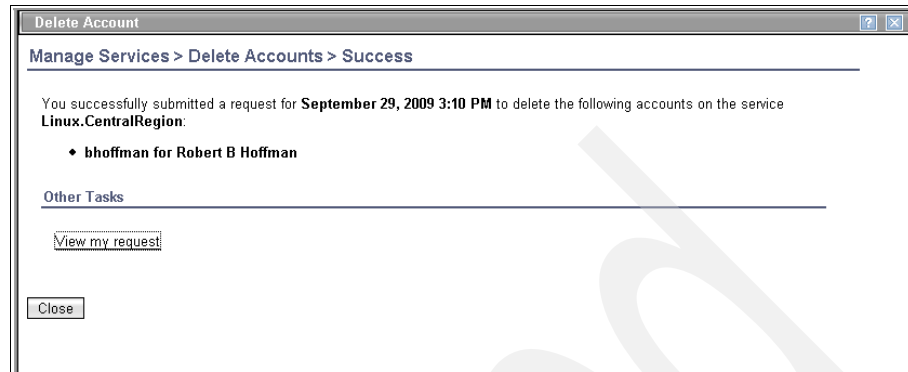 Delete Account
Manage Services > Delete Accounts > Success
You successfully submitted a request for September 29, 2009 3:10 PM to delete the following accounts on the service
Linux.CentralRegion:
◆ bhoffman for Robert B Hoffman
Other Tasks
View my request
Close